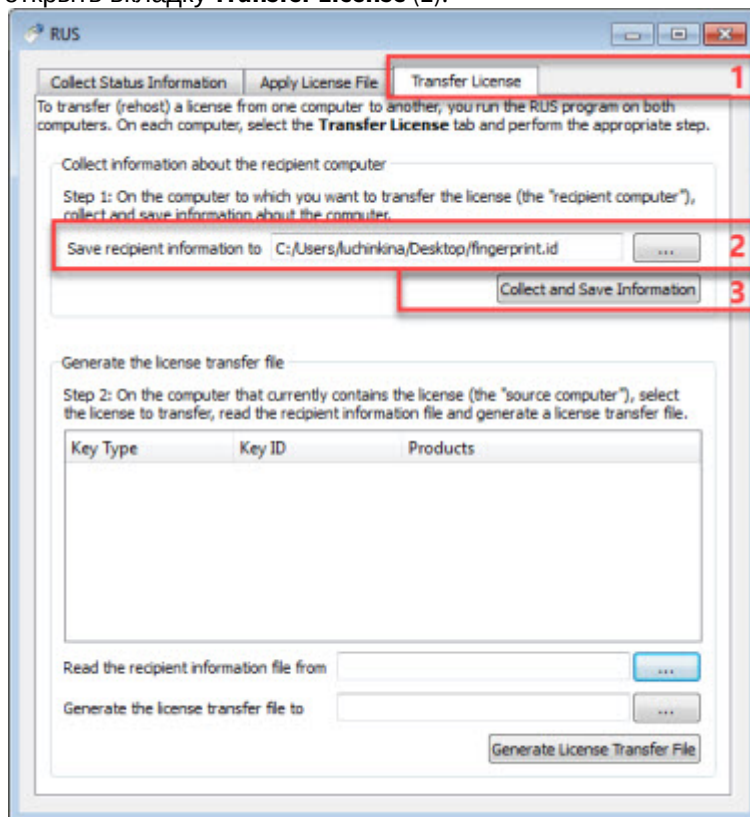 открыть вкладку Transfer License (1).
RUS
Collect Status Information Apply License File Transfer License 1
To transfer (rehost) a license from one computer to another, you run the RUS program on both
computers. On each computer, select the Transfer License tab and perform the appropriate step.
Collect information about the recipient computer
Step 1: On the computer to which you want to transfer the license (the "recipient computer"),
collect and save information about the computer.
Save recipient information to C:/Users/luchinkina/Desktop/fingerprint.id ... 2
Collect and Save Information 3
Generate the license transfer file
Step 2: On the computer that currently contains the license (the "source computer"), select
the license to transfer, read the recipient information file and generate a license transfer file.
Key Type Key ID Products
Read the recipient information file from ...
Generate the license transfer file to ...
Generate License Transfer File